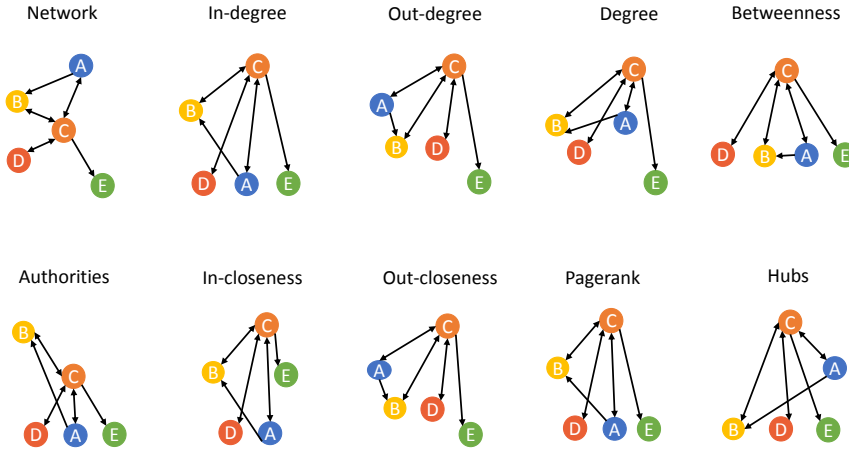 Network
In-degree
Out-degree
Degree
Betweenness
A
B
C
D
E
C
B
D
A
E
C
A
B
D
E
C
B
A
D
E
C
D
B
A
E
Authorities
In-closeness
Out-closeness
Pagerank
Hubs
B
C
D
A
E
C
B
E
D
A
C
A
B
D
E
C
B
D
A
E
C
A
B
D
E